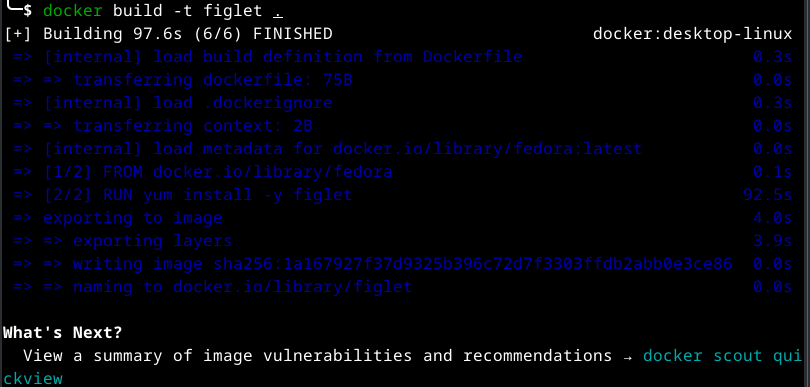 $ docker build -t figlet .
[+] Building 97.6s (6/6) FINISHED docker:desktop-linux
=> [internal] load build definition from Dockerfile 0.3s
=> => transferring dockerfile: 75B 0.0s
=> [internal] load .dockerignore 0.3s
=> => transferring context: 2B 0.0s
=> [internal] load metadata for docker.io/library/fedora:latest 0.0s
=> [1/2] FROM docker.io/library/fedora 0.1s
=> [2/2] RUN yum install -y figlet 92.5s
=> exporting to image 4.0s
=> => exporting layers 3.9s
=> => writing image sha256:1a167927f37d9325b396c72d7f3303ffdb2abb0e3ce86 0.0s
=> => naming to docker.io/library/figlet 0.0s
What's Next?
View a summary of image vulnerabilities and recommendations → docker scout qui
ckview